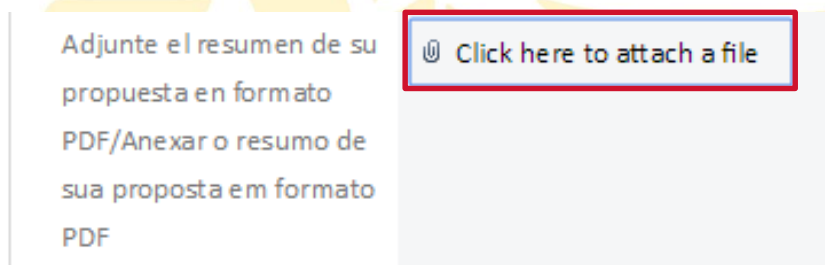 Adjunte el resumen de su
propuesta en formato
PDF/Anexar o resumo de
sua proposta em formato
PDF
Click here to attach a file